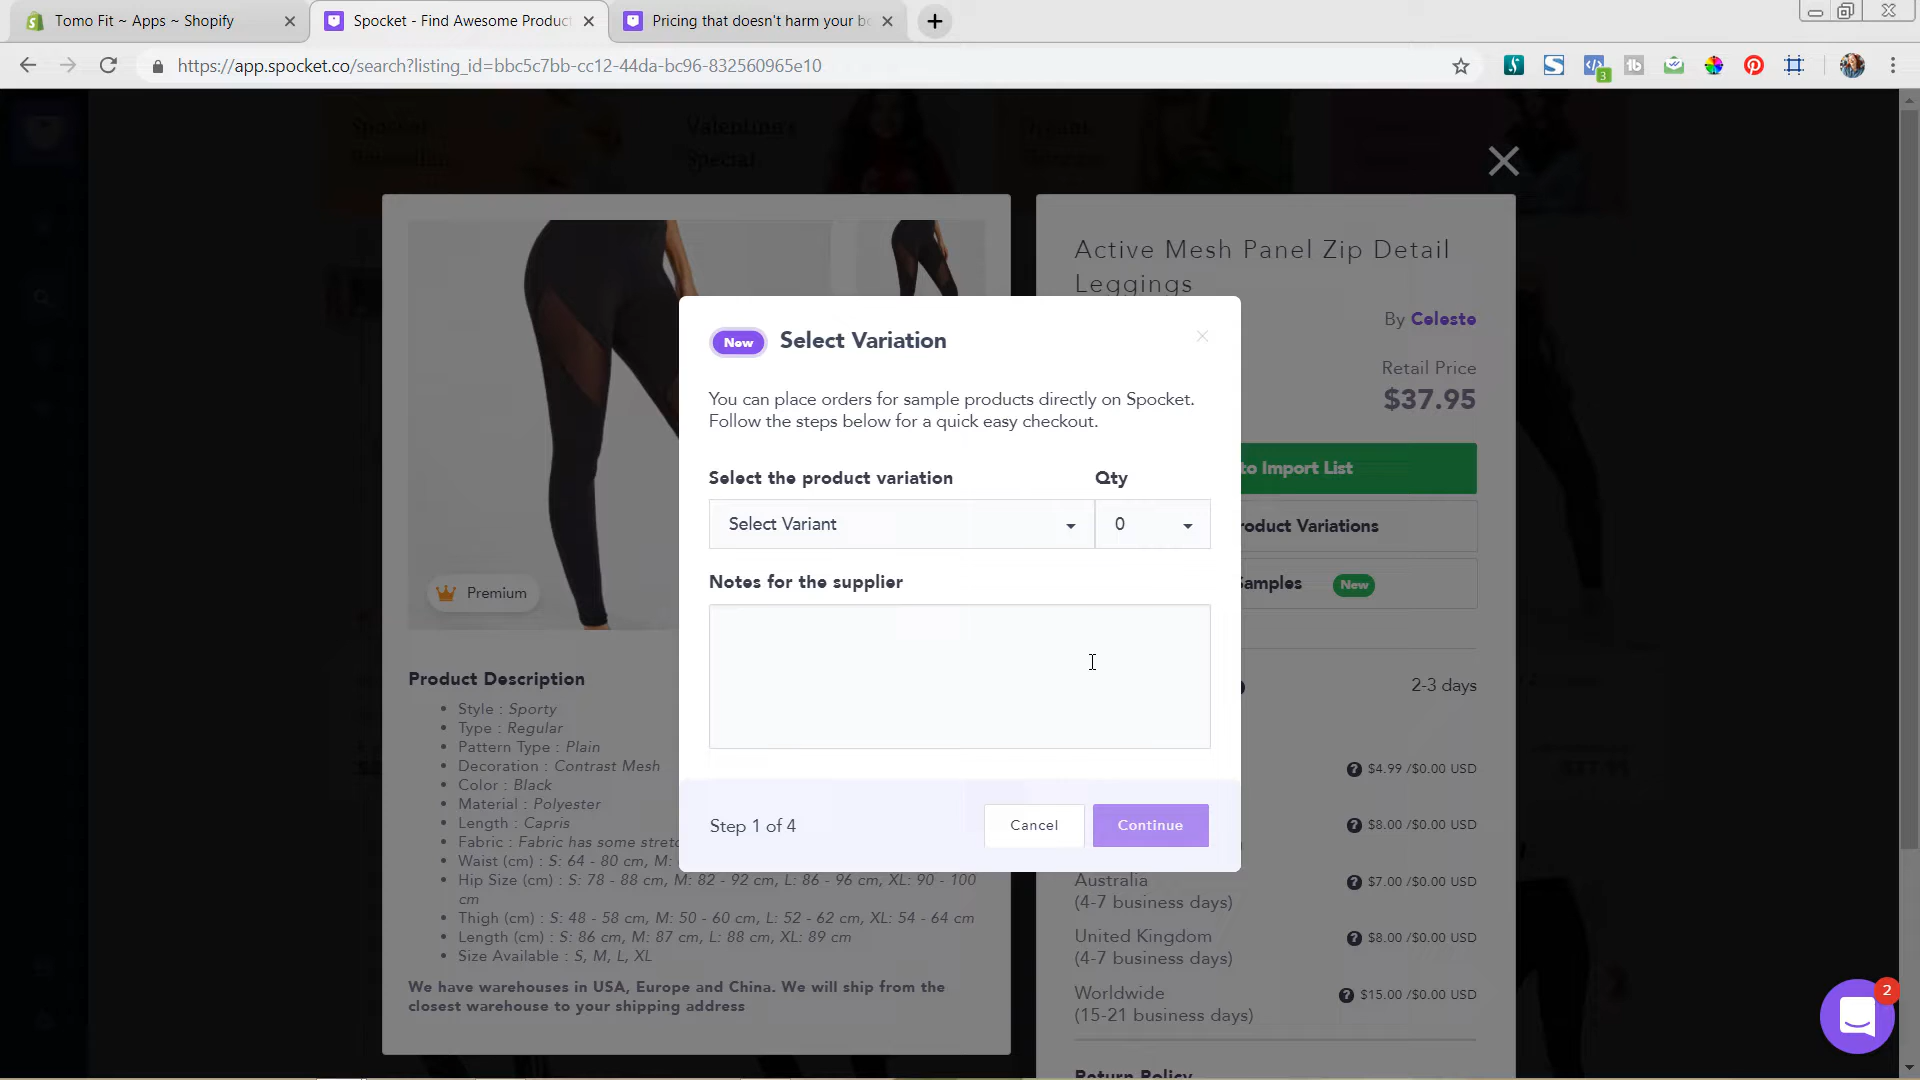 Tomo Fit ~ Apps ~ Shopify
Spocket - Find Awesome Product
Pricing that doesn't harm your b
https://app.spocket.co/search?listing_id=bbc5c7bb-cc12-44da-bc96-832560965e10
3
Valentine's
Special
Active Mesh Panel Zip Detail
Leggings
By Celeste
Retail Price
$37.95
to Import List
Product Variations
Samples New
Premium
New Select Variation
You can place orders for sample products directly on Spocket.
Follow the steps below for a quick easy checkout.
Select the product variation Qty
Select Variant 0
Notes for the supplier
Step 1 of 4 Cancel Continue
Product Description
Style : Sporty
Type : Regular
Pattern Type : Plain
Decoration : Contrast Mesh
Color : Black
Material : Polyester
Length : Capris
Fabric : Fabric has some stretc
Waist (cm) : S: 64 - 80 cm, M:
Hip Size (cm) : S: 78 - 88 cm, M: 82 - 92 cm, L: 86 - 96 cm, XL: 90 - 100
cm
Thigh (cm) : S: 48 - 58 cm, M: 50 - 60 cm, L: 52 - 62 cm, XL: 54 - 64 cm
Length (cm) : S: 86 cm, M: 87 cm, L: 88 cm, XL: 89 cm
Size Available : S, M, L, XL
We have warehouses in USA, Europe and China. We will ship from the
closest warehouse to your shipping address
2-3 days
$4.99 /$0.00 USD
$8.00 /$0.00 USD
Australia
(4-7 business days)
$7.00 /$0.00 USD
United Kingdom
(4-7 business days)
$8.00 /$0.00 USD
Worldwide
(15-21 business days)
$15.00 /$0.00 USD
Return Policy
2